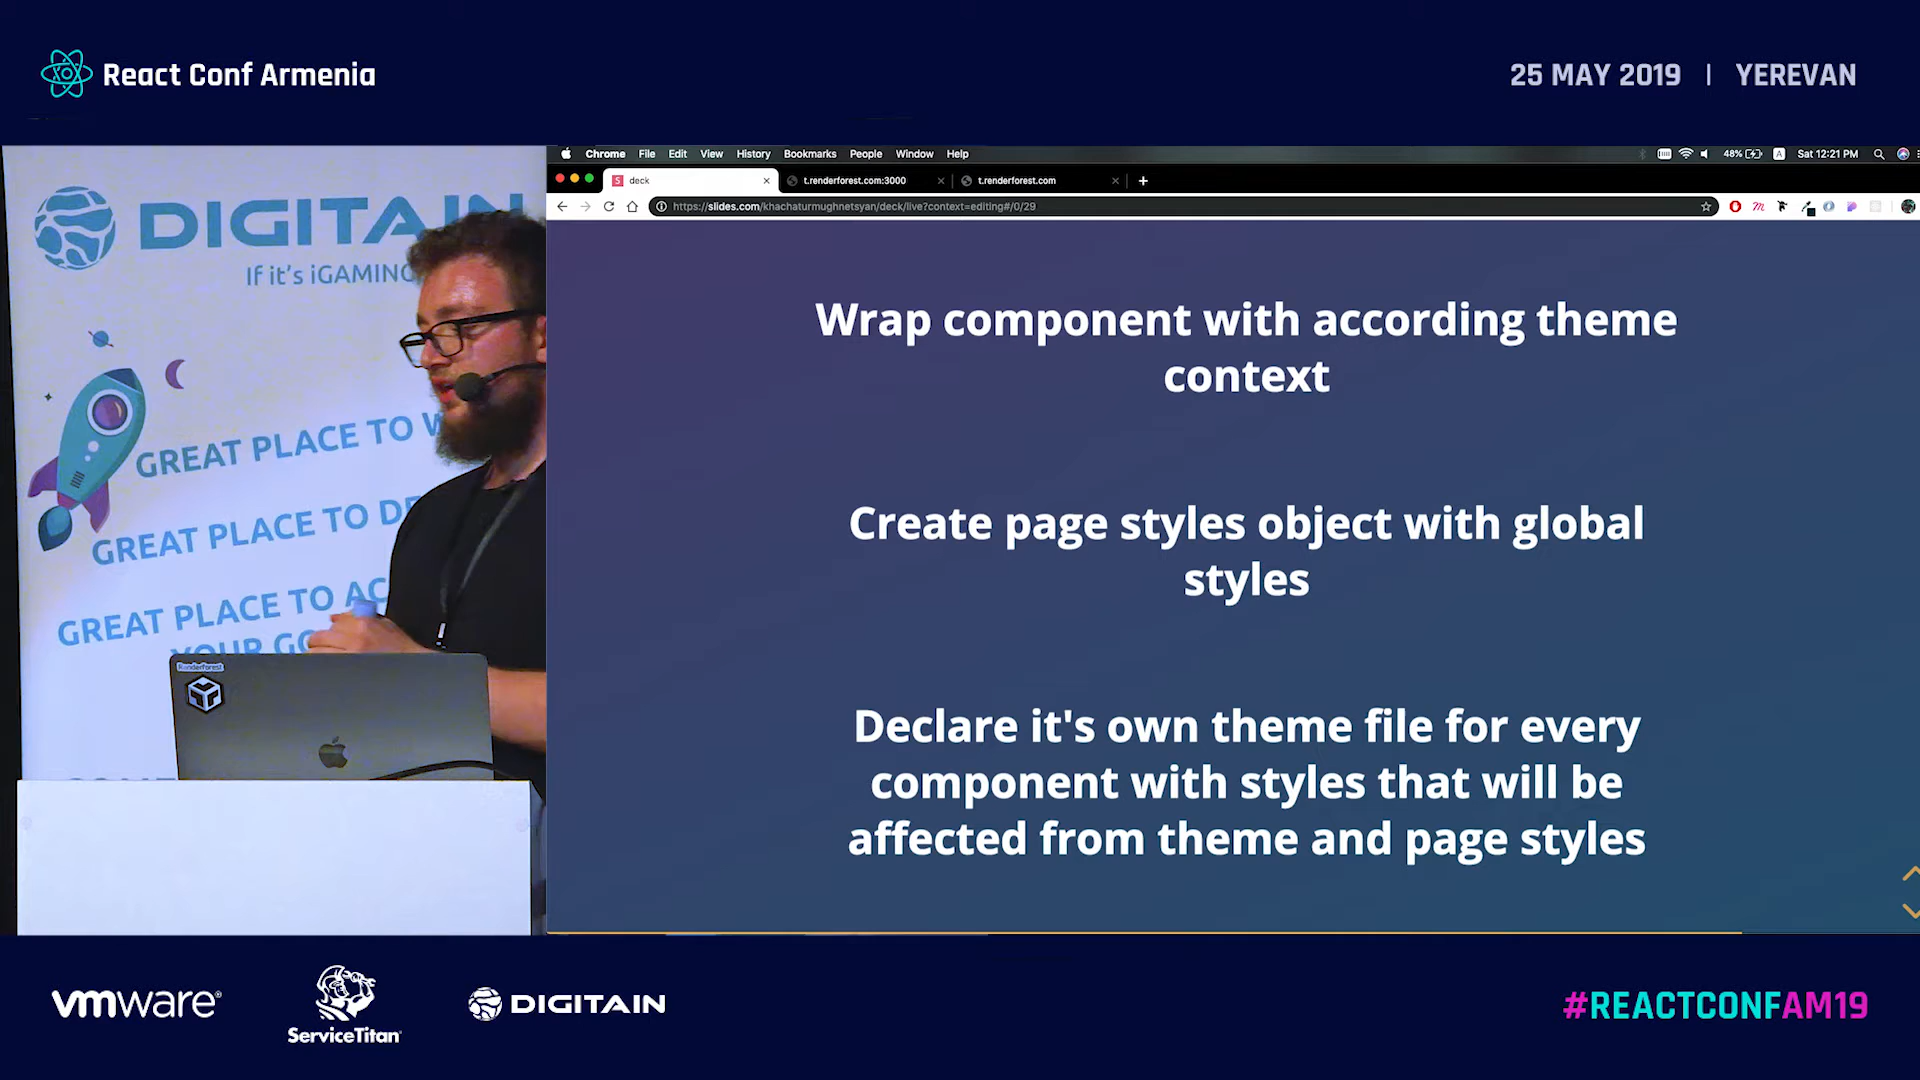 React Conf Armenia
25 MAY 2019 | YEREVAN
DIGITAIN
If it's iGAMING
GREAT PLACE TO
GREAT PLACE TO
GREAT PLACE TO
YOUR
Renderforest
Chrome File Edit View History Bookmarks People Window Help
48% A Sat 12:21 PM
deck
t.renderforest.com:3000
t.renderforest.com
https://slides.com/khachaturmughnetsyan/deck/live?context=editing#/0/29
Wrap component with according theme
context
Create page styles object with global
styles
Declare it's own theme file for every
component with styles that will be
affected from theme and page styles
vmware®
ServiceTitan
DIGITAIN
#REACTCONFAM19